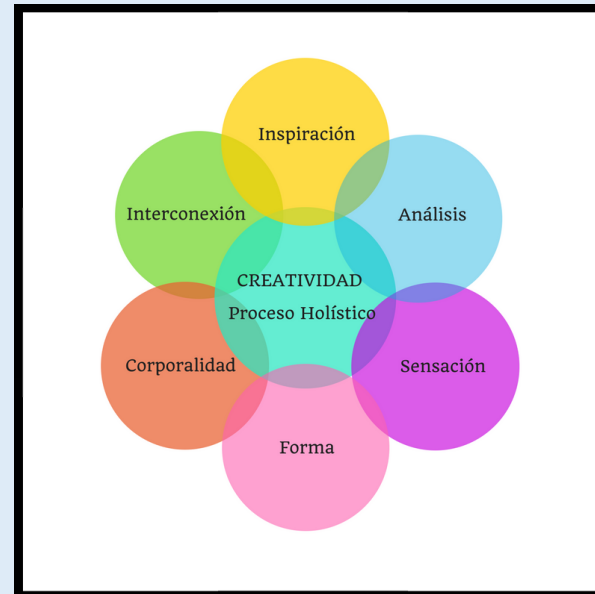 Inspiración
Interconexión
Análisis
CREATIVIDAD
Proceso Holístico
Corporalidad
Sensación
Forma